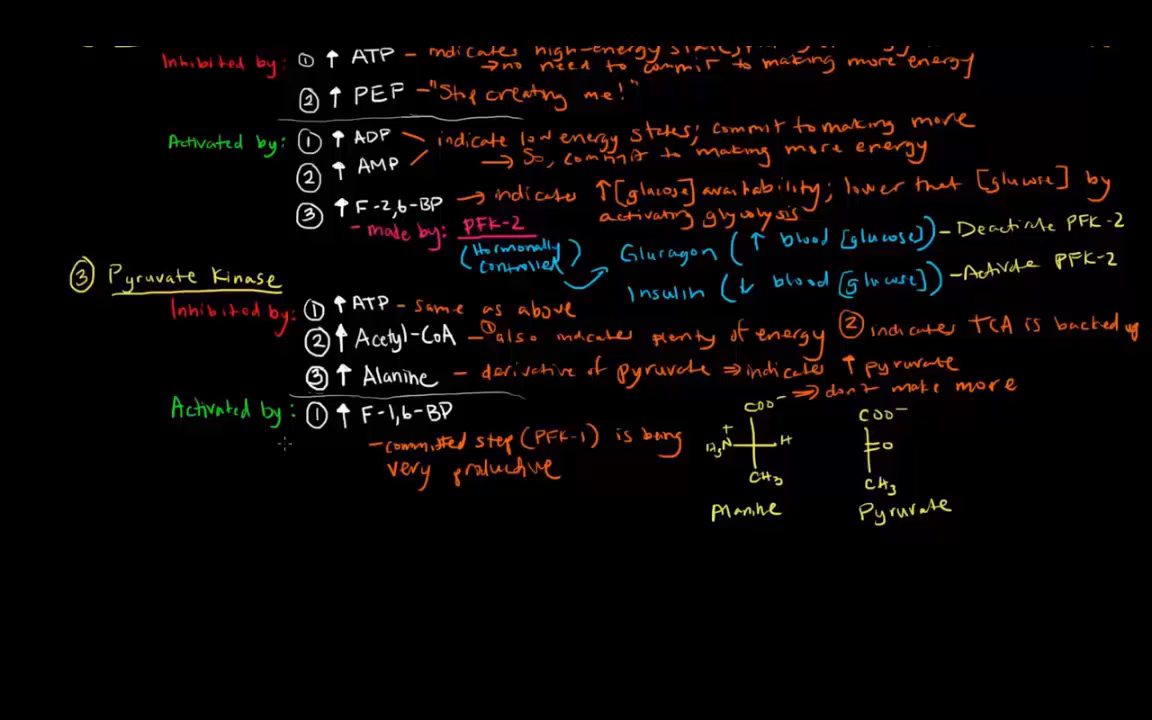 Inhibited by: ① ↑ ATP - indicates high-energy state;
→ no need to commit to making more energy
② ↑ PEP - "Stop creating me!"
Activated by: ① ↑ ADP
② ↑ AMP
indicate low energy states; commit to making more
→ So, commit to making more energy
③ ↑ F-2,6-BP → indicates ↑[glucose] availability; lower that [glucose] by
activating glycolysis
- made by: PFK-2
(Hormonally
controlled)
Glucagon (↑ blood [glucose]) - Deactivate PFK-2
Insulin (↓ blood [glucose]) - Activate PFK-2
③ Pyruvate Kinase
Inhibited by: ① ↑ ATP - same as above
② ↑ Acetyl-CoA - ① also indicates plenty of energy ② indicates TCA is backed up
③ ↑ Alanine - derivative of pyruvate ⇒ indicates ↑ pyruvate
⇒ don't make more
Activated by: ① ↑ F-1,6-BP
- committed step (PFK-1) is being
very productive
COO⁻
H₃N⁺ H
CH₃
Alanine
COO⁻
O
CH₃
Pyruvate